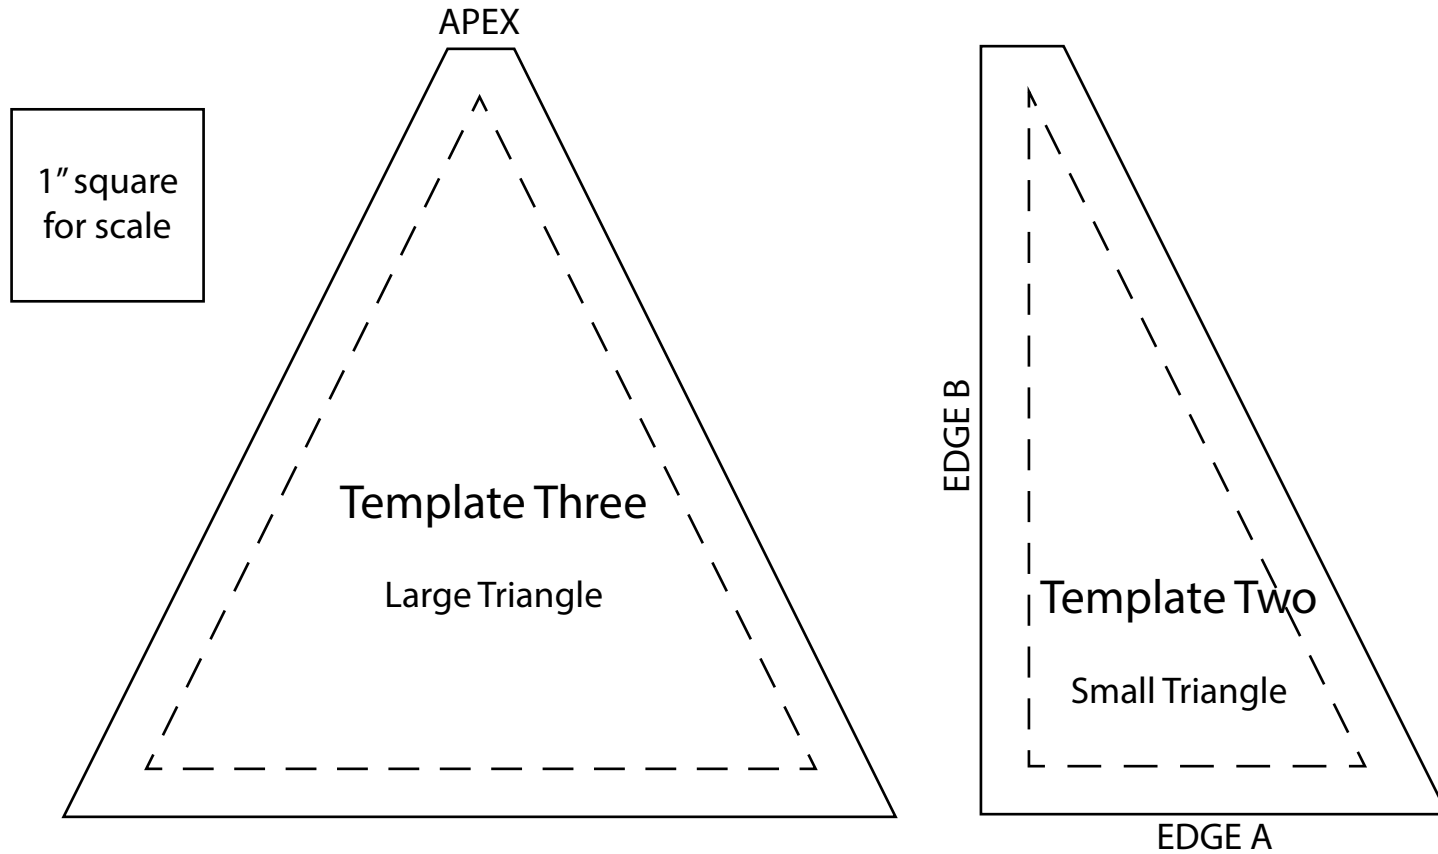 APEX
1” square
for scale
Template Three
Large Triangle
EDGE B
Template Two
Small Triangle
EDGE A